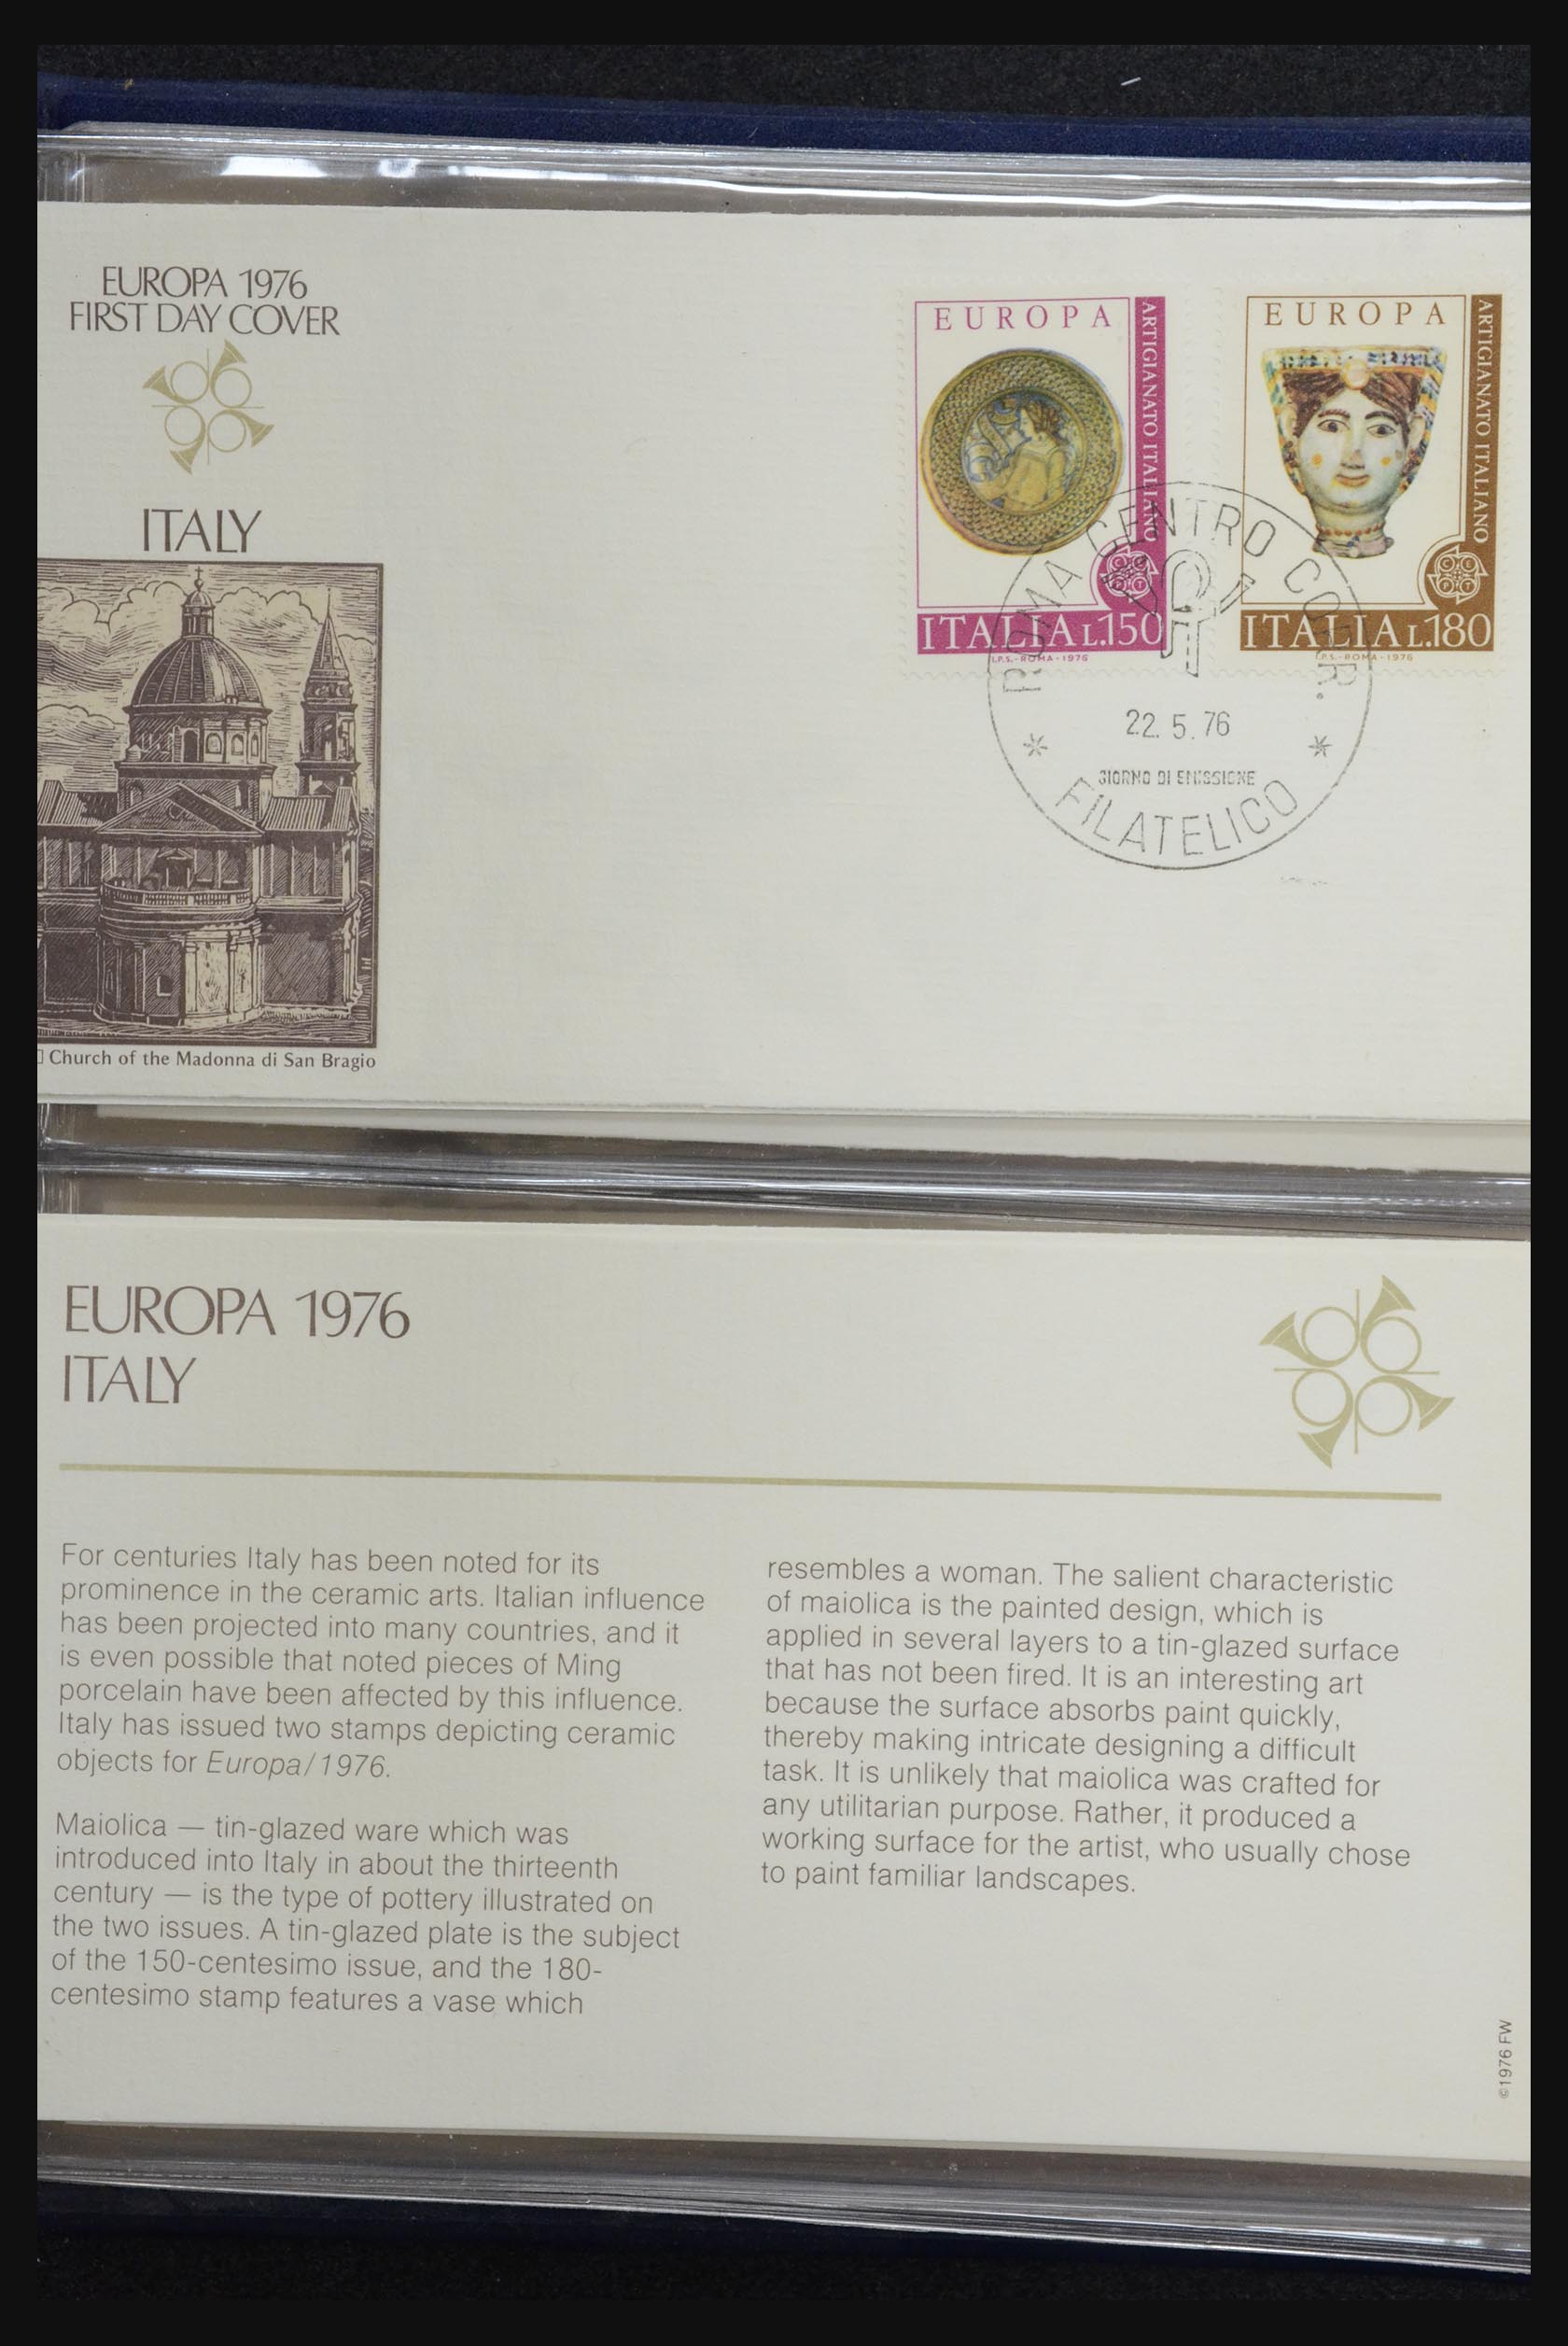 EUROPA 1976
FIRST DAY COVER
ITALY
Church of the Madonna di San Bragio
EUROPA
ARTIGIANATO ITALIANO
ITALIA L.150
I.P.S.-ROMA-1976
EUROPA
ARTIGIANATO ITALIANO
ITALIA L.180
I.P.S.-ROMA-1976
ROMA CENTRO CORR.
22.5.76
GIORNO DI EMISSIONE
FILATELICO
EUROPA 1976
ITALY
For centuries Italy has been noted for its
prominence in the ceramic arts. Italian influence
has been projected into many countries, and it
is even possible that noted pieces of Ming
porcelain have been affected by this influence.
Italy has issued two stamps depicting ceramic
objects for Europa/1976.
Maiolica — tin-glazed ware which was
introduced into Italy in about the thirteenth
century — is the type of pottery illustrated on
the two issues. A tin-glazed plate is the subject
of the 150-centesimo issue, and the 180-
centesimo stamp features a vase which
resembles a woman. The salient characteristic
of maiolica is the painted design, which is
applied in several layers to a tin-glazed surface
that has not been fired. It is an interesting art
because the surface absorbs paint quickly,
thereby making intricate designing a difficult
task. It is unlikely that maiolica was crafted for
any utilitarian purpose. Rather, it produced a
working surface for the artist, who usually chose
to paint familiar landscapes.
©1976 FW